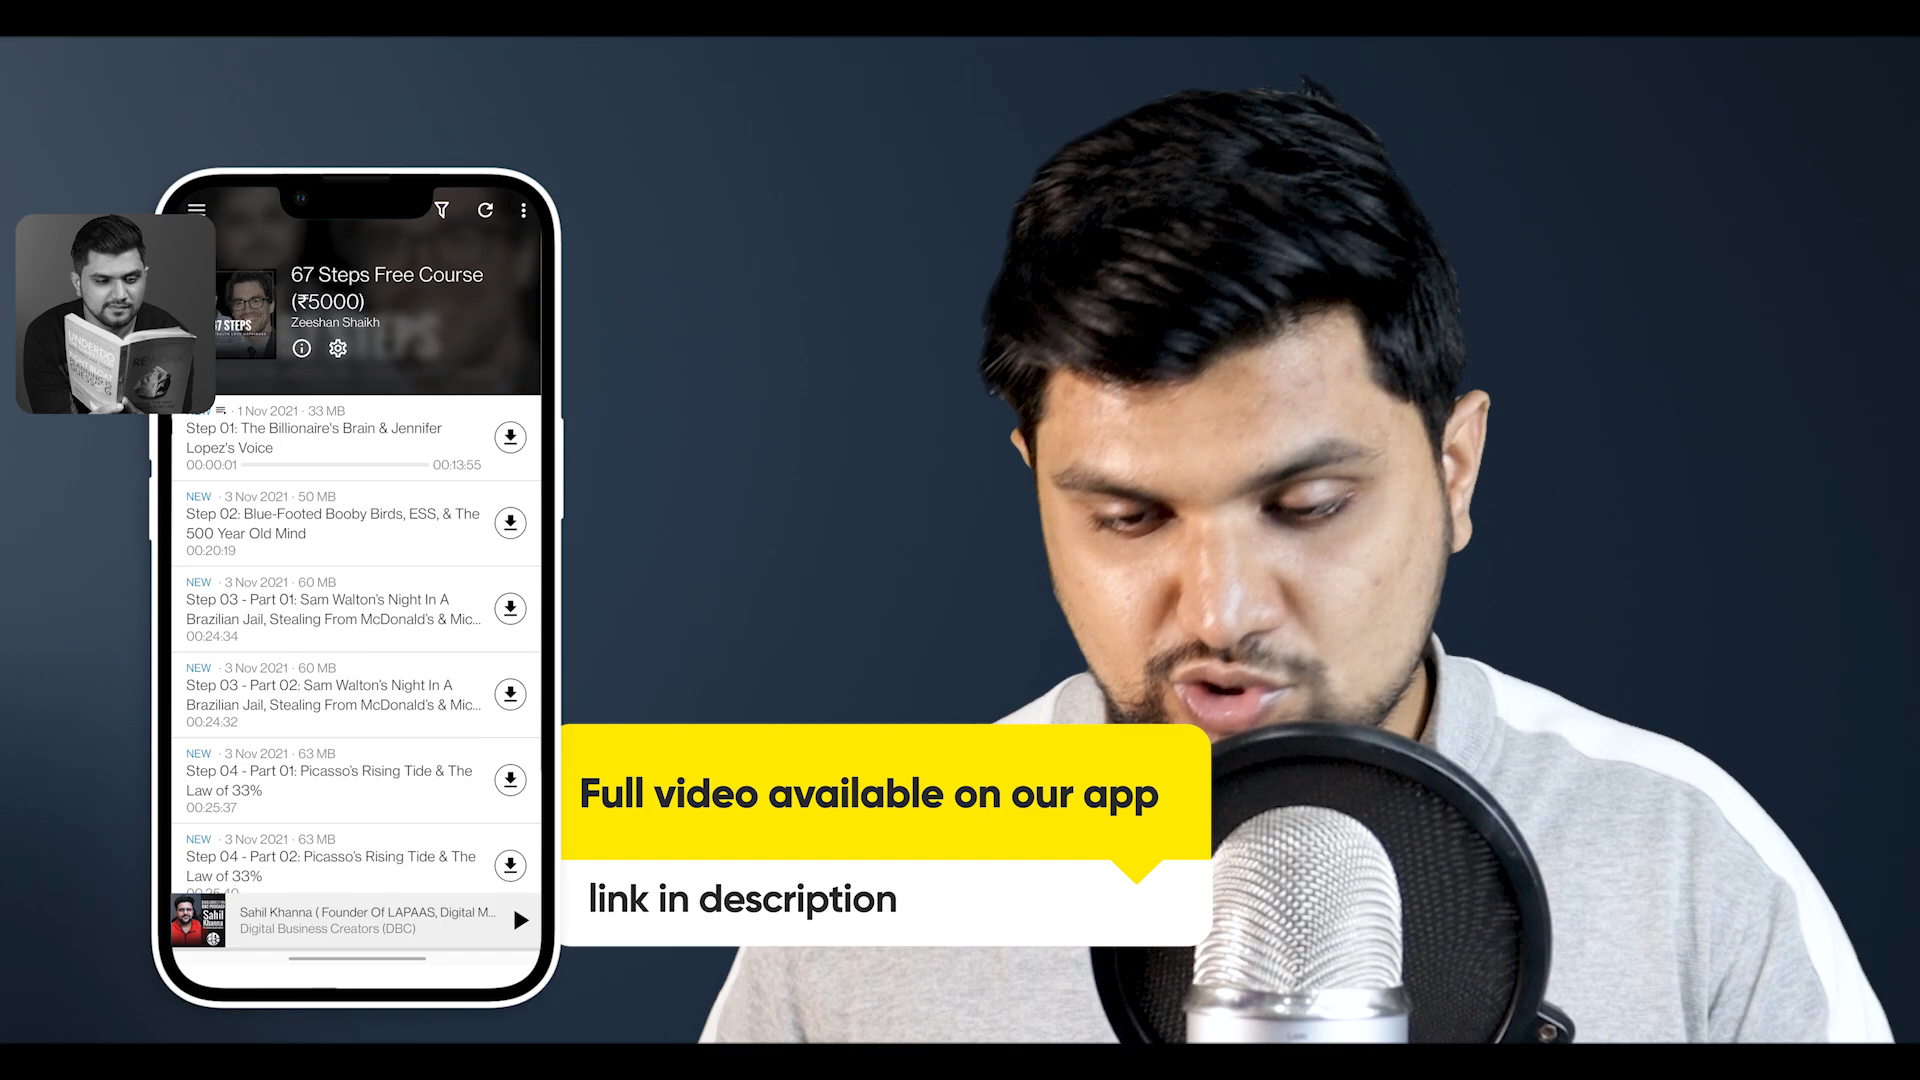 67 Steps Free Course
(₹5000)
Zeeshan Shaikh
67 STEPS
UNDERDO
REWORK
1 Nov 2021 · 33 MB
Step 01: The Billionaire's Brain & Jennifer
Lopez's Voice
00:00:01
00:13:55
NEW · 3 Nov 2021 · 50 MB
Step 02: Blue-Footed Booby Birds, ESS, & The
500 Year Old Mind
00:20:19
NEW · 3 Nov 2021 · 60 MB
Step 03 - Part 01: Sam Walton's Night In A
Brazilian Jail, Stealing From McDonald's & Mic...
00:24:34
NEW · 3 Nov 2021 · 60 MB
Step 03 - Part 02: Sam Walton's Night In A
Brazilian Jail, Stealing From McDonald's & Mic...
00:24:32
NEW · 3 Nov 2021 · 63 MB
Step 04 - Part 01: Picasso's Rising Tide & The
Law of 33%
00:25:37
NEW · 3 Nov 2021 · 63 MB
Step 04 - Part 02: Picasso's Rising Tide & The
Law of 33%
Sahil
Khanna
Sahil Khanna ( Founder Of LAPAAS, Digital M...
Digital Business Creators (DBC)
Full video available on our app
link in description